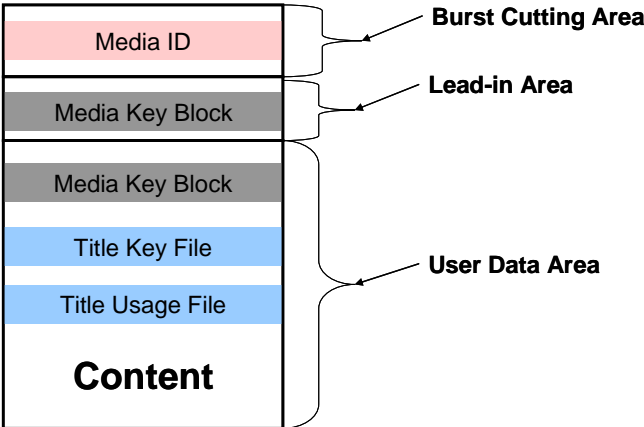 Burst Cutting Area
Media ID
Lead-in Area
Media Key Block
Media Key Block
Title Key File
User Data Area
Title Usage File
Content